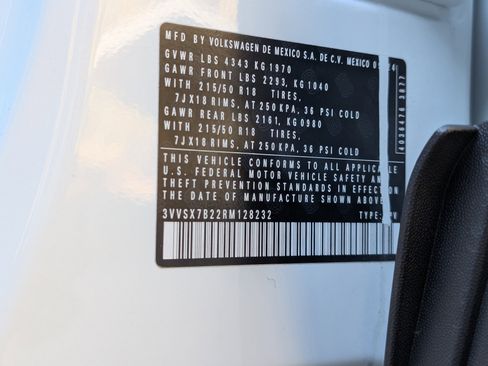 MFD BY VOLKSWAGEN DE MEXICO S.A. DE C.V. MEXICO
GVWR LBS 4343 KG 1970
GAWR FRONT LBS 2293, KG 1040
WITH 215/50 R18 TIRES,
7JX18 RIMS, AT 250 KPA, 36 PSI COLD
GAWR REAR LBS 2161, KG 0980
WITH 215/50 R18 TIRES,
7JX18 RIMS, AT 250 KPA, 36 PSI COLD
THIS VEHICLE CONFORMS TO ALL APPLICABLE
U.S. FEDERAL MOTOR VEHICLE SAFETY AND
THEFT PREVENTION STANDARDS IN EFFECT
THE DATE OF MANUFACTURE SHOWN ABOVE
3VVSX7B22RM128232 TYPE:
4036476 3877